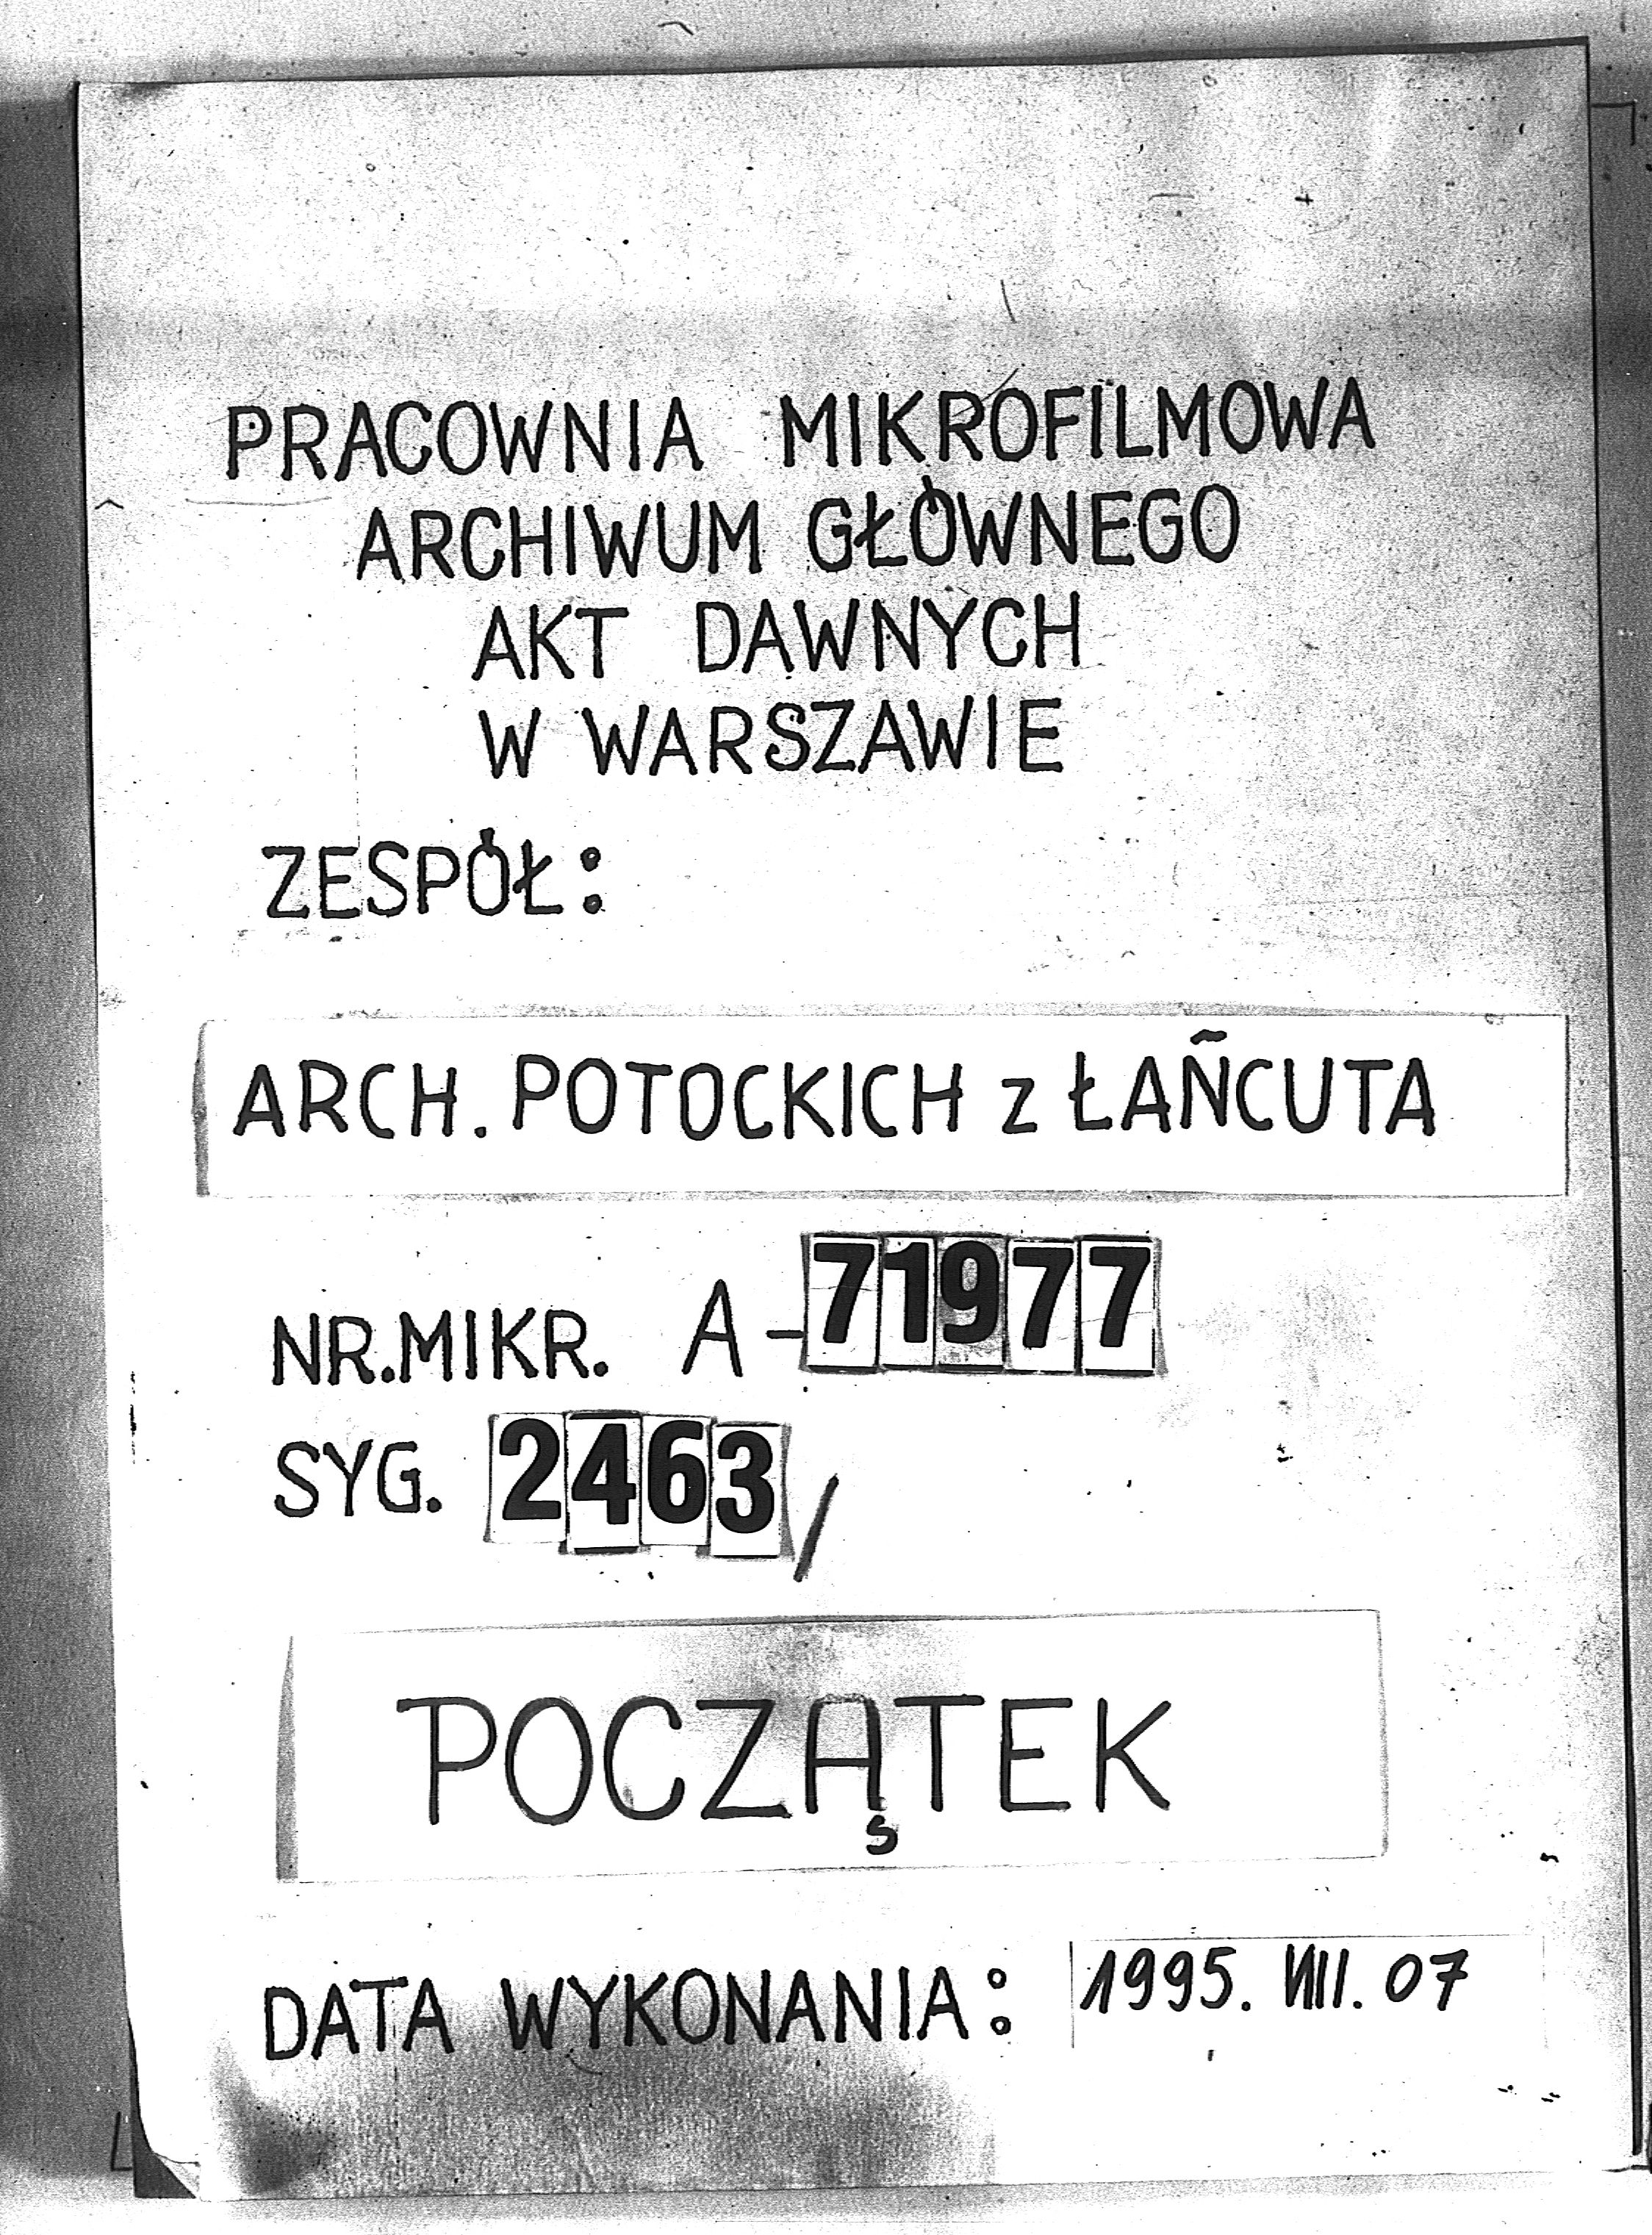 PRACOWNIA MIKROFILMOWA
ARCHIWUM GŁÓWNEGO
AKT DAWNYCH
W WARSZAWIE
ZESPÓŁ:
ARCH. POTOCKICH z ŁAŃCUTA
NR.MIKR. A-71977
SYG. 2463/
POCZĄTEK
DATA WYKONANIA: 1995. VIII. 07